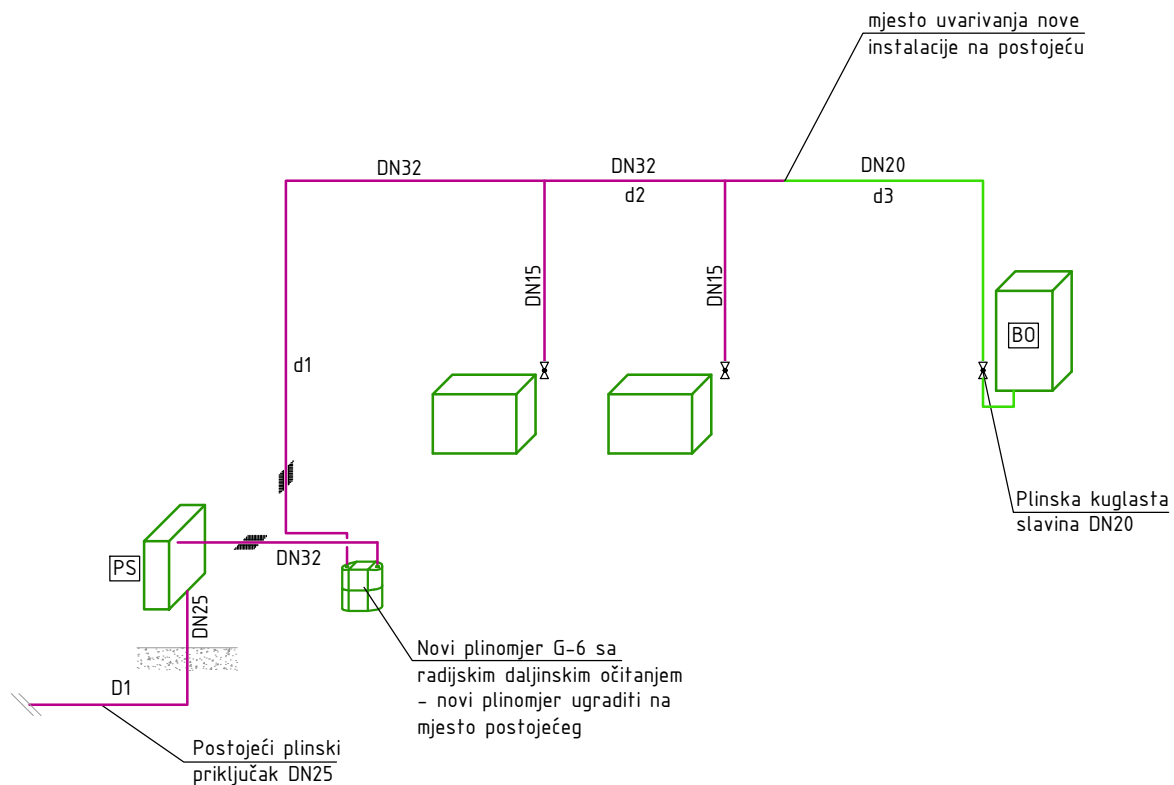 mjesto uvarivanja nove
instalacije na postojeću
DN32
DN32
DN20
d2
d3
DN15
DN15
BO
d1
Plinska kuglasta
slavina DN20
PS
DN32
DN25
Novi plinomjer G-6 sa
radijskim daljinskim očitanjem
- novi plinomjer ugraditi na
mjesto postojećeg
D1
Postojeći plinski
priključak DN25